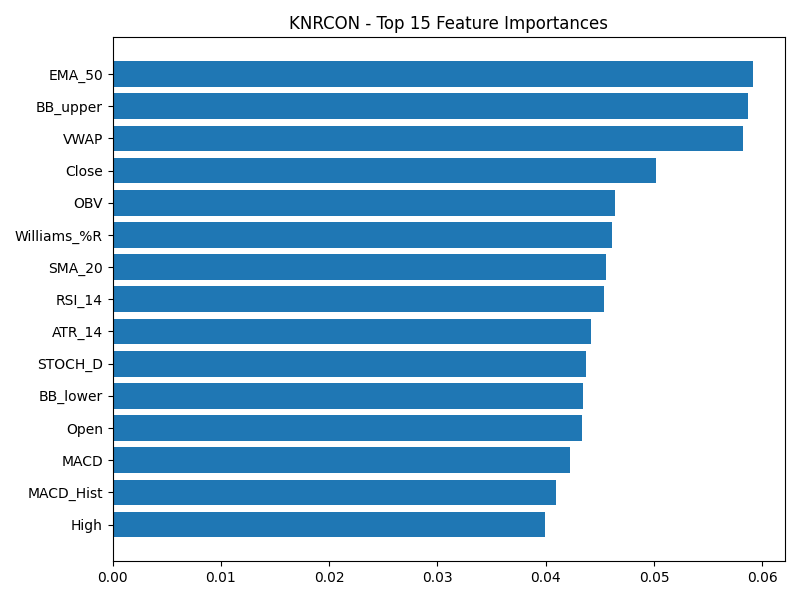 KNRCON - Top 15 Feature Importances
EMA_50
BB_upper
VWAP
Close
OBV
Williams_%R
SMA_20
RSI_14
ATR_14
STOCH_D
BB_lower
Open
MACD
MACD_Hist
High
0.00 0.01 0.02 0.03 0.04 0.05 0.06